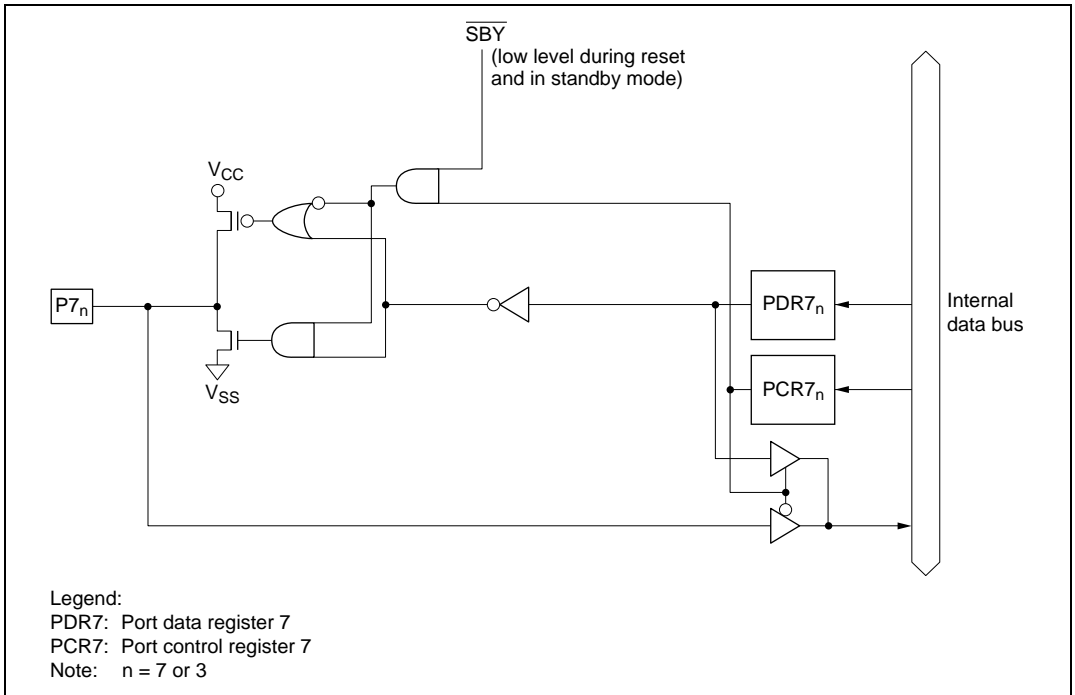 SBY
(low level during reset
and in standby mode)
VCC
P7n
VSS
PDR7n
PCR7n
Internal
data bus
Legend:
PDR7: Port data register 7
PCR7: Port control register 7
Note: n = 7 or 3